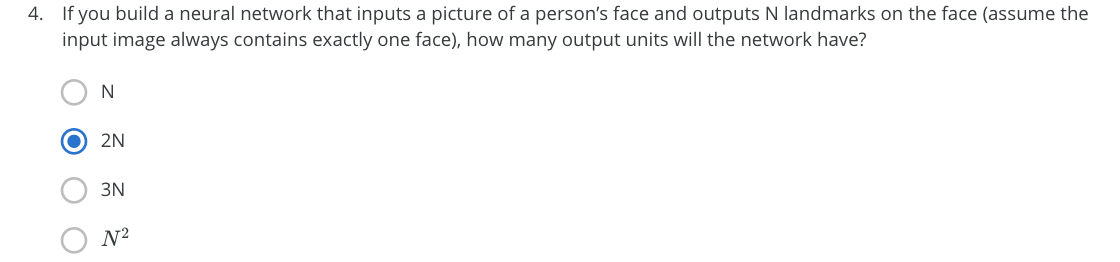 4. If you build a neural network that inputs a picture of a person’s face and outputs N landmarks on the face (assume the
input image always contains exactly one face), how many output units will the network have?
N
2N
3N
N²